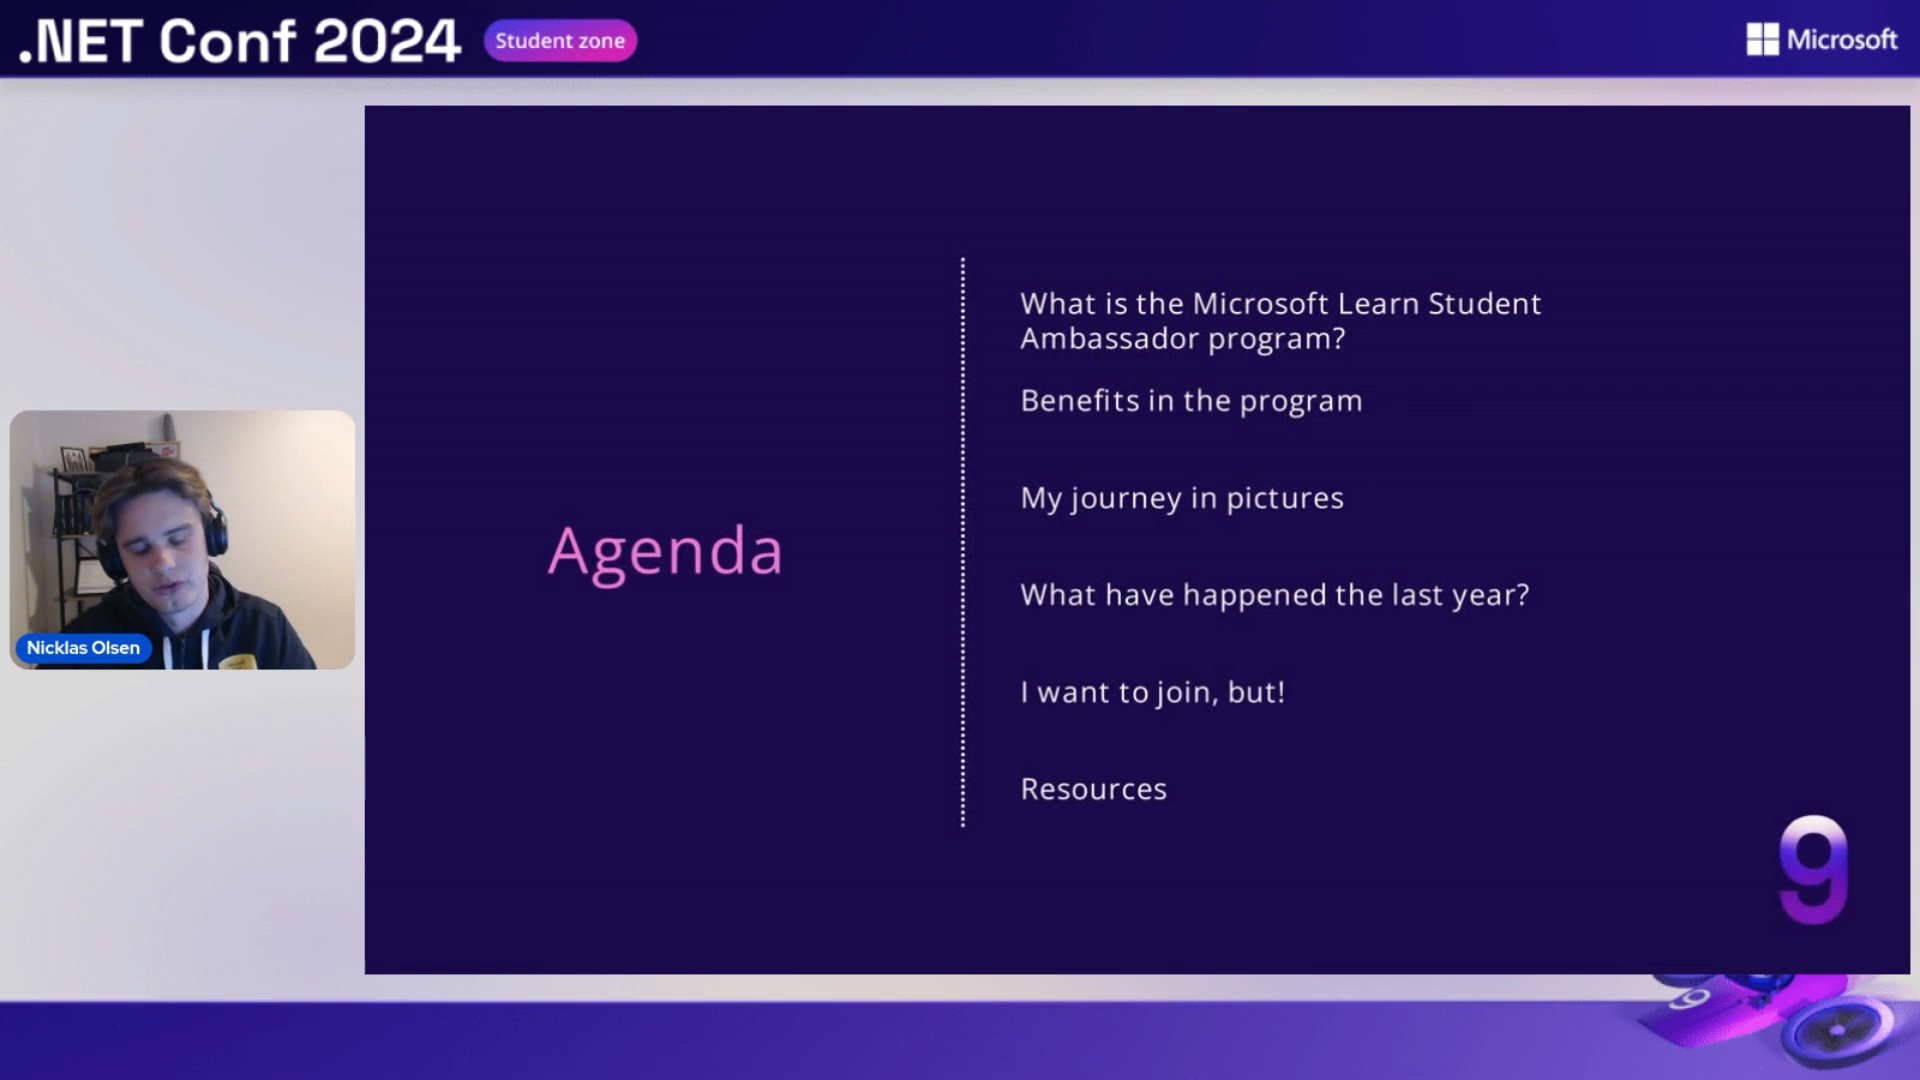 .NET Conf 2024
Student zone
Microsoft
What is the Microsoft Learn Student
Ambassador program?
Benefits in the program
My journey in pictures
Agenda
What have happened the last year?
I want to join, but!
Resources
Nicklas Olsen
9
9